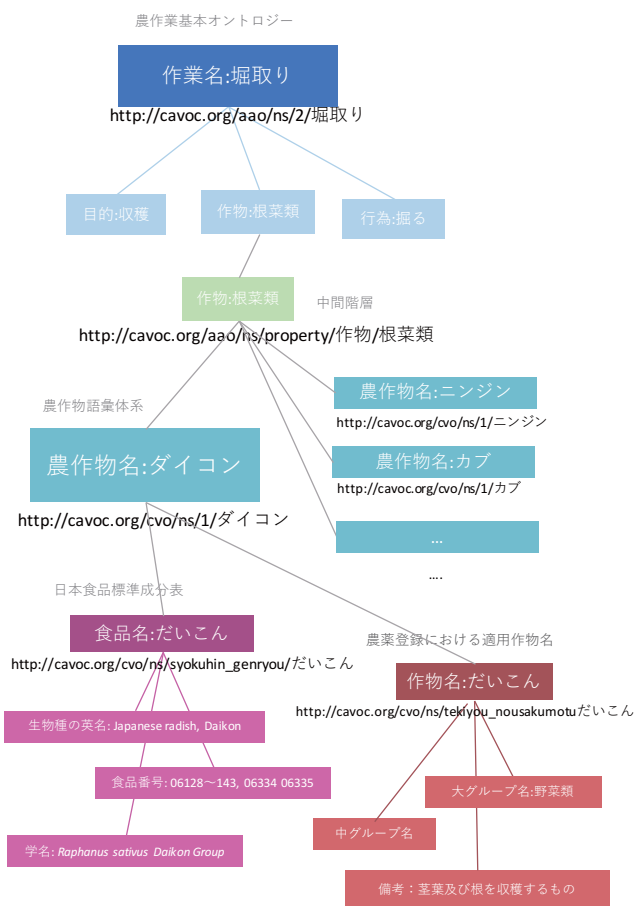 農作業基本オントロジー
作業名:堀取り
http://cavoc.org/aao/ns/2/堀取り
目的:収穫
作物:根菜類
行為:掘る
作物:根菜類
中間階層
http://cavoc.org/aao/ns/property/作物/根菜類
農作物名:ニンジン
http://cavoc.org/cvo/ns/1/ニンジン
農作物語彙体系
農作物名:ダイコン
農作物名:カブ
http://cavoc.org/cvo/ns/1/カブ
http://cavoc.org/cvo/ns/1/ダイコン
...
....
日本食品標準成分表
食品名:だいこん
http://cavoc.org/cvo/ns/syokuhin_genryou/だいこん
農薬登録における適用作物名
作物名:だいこん
http://cavoc.org/cvo/ns/tekiyou_nousakumotuだいこん
生物種の英名: Japanese radish, Daikon
食品番号: 06128～143, 06334 06335
学名: Raphanus sativus Daikon Group
大グループ名:野菜類
中グループ名
備考：茎葉及び根を収穫するもの